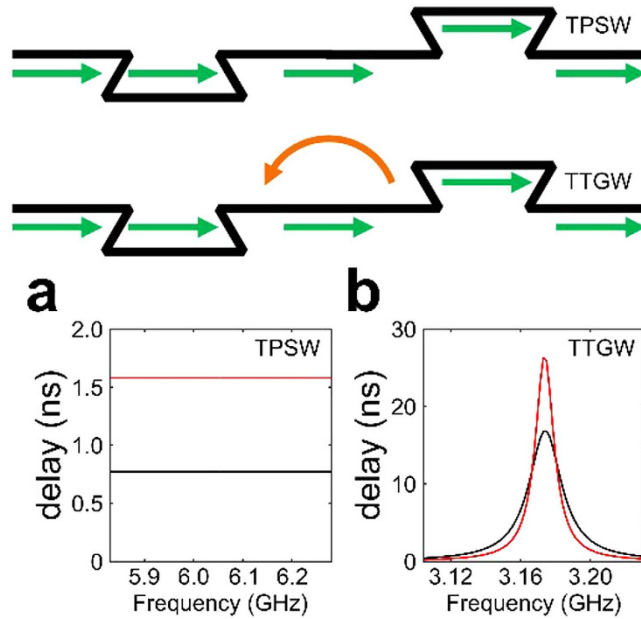 TPSW
TTGW
a
b
2.0
1.5
1.0
0.5
0
delay (ns)
TPSW
5.9
6.0
6.1
6.2
Frequency (GHz)
30
20
10
0
delay (ns)
TTGW
3.12
3.16
3.20
Frequency (GHz)